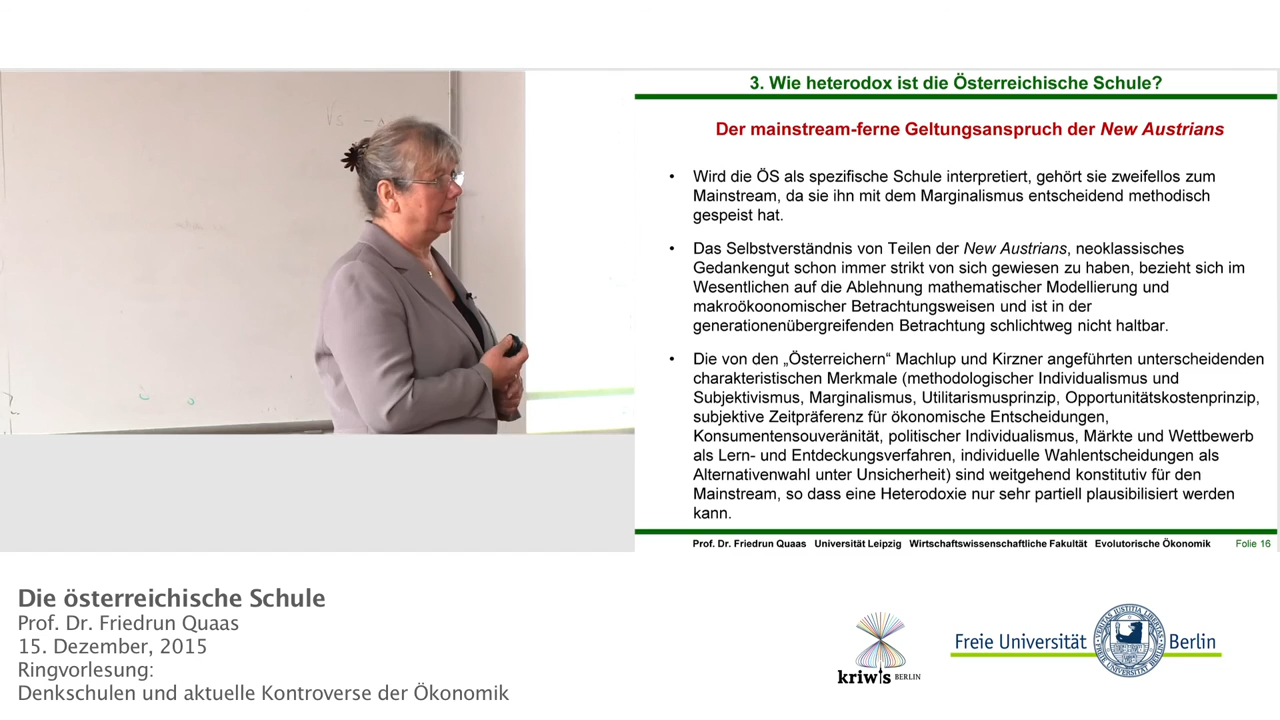 3. Wie heterodox ist die Österreichische Schule?
Der mainstream-ferne Geltungsanspruch der New Austrians
• Wird die ÖS als spezifische Schule interpretiert, gehört sie zweifellos zum
Mainstream, da sie ihn mit dem Marginalismus entscheidend methodisch
gespeist hat.
• Das Selbstverständnis von Teilen der New Austrians, neoklassisches
Gedankengut schon immer strikt von sich gewiesen zu haben, bezieht sich im
Wesentlichen auf die Ablehnung mathematischer Modellierung und
makroökoonomischer Betrachtungsweisen und ist in der
generationenübergreifenden Betrachtung schlichtweg nicht haltbar.
• Die von den „Österreichern“ Machlup und Kirzner angeführten unterscheidenden
charakteristischen Merkmale (methodologischer Individualismus und
Subjektivismus, Marginalismus, Utilitarismusprinzip, Opportunitätskostenprinzip,
subjektive Zeitpräferenz für ökonomische Entscheidungen,
Konsumentensouveränität, politischer Individualismus, Märkte und Wettbewerb
als Lern- und Entdeckungsverfahren, individuelle Wahlentscheidungen als
Alternativenwahl unter Unsicherheit) sind weitgehend konstitutiv für den
Mainstream, so dass eine Heterodoxie nur sehr partiell plausibilisiert werden
kann.
Prof. Dr. Friedrun Quaas Universität Leipzig Wirtschaftswissenschaftliche Fakultät Evolutorische Ökonomik Folie 16
Die österreichische Schule
Prof. Dr. Friedrun Quaas
15. Dezember, 2015
Ringvorlesung:
Denkschulen und aktuelle Kontroverse der Ökonomik
kriwis BERLIN
Freie Universität Berlin